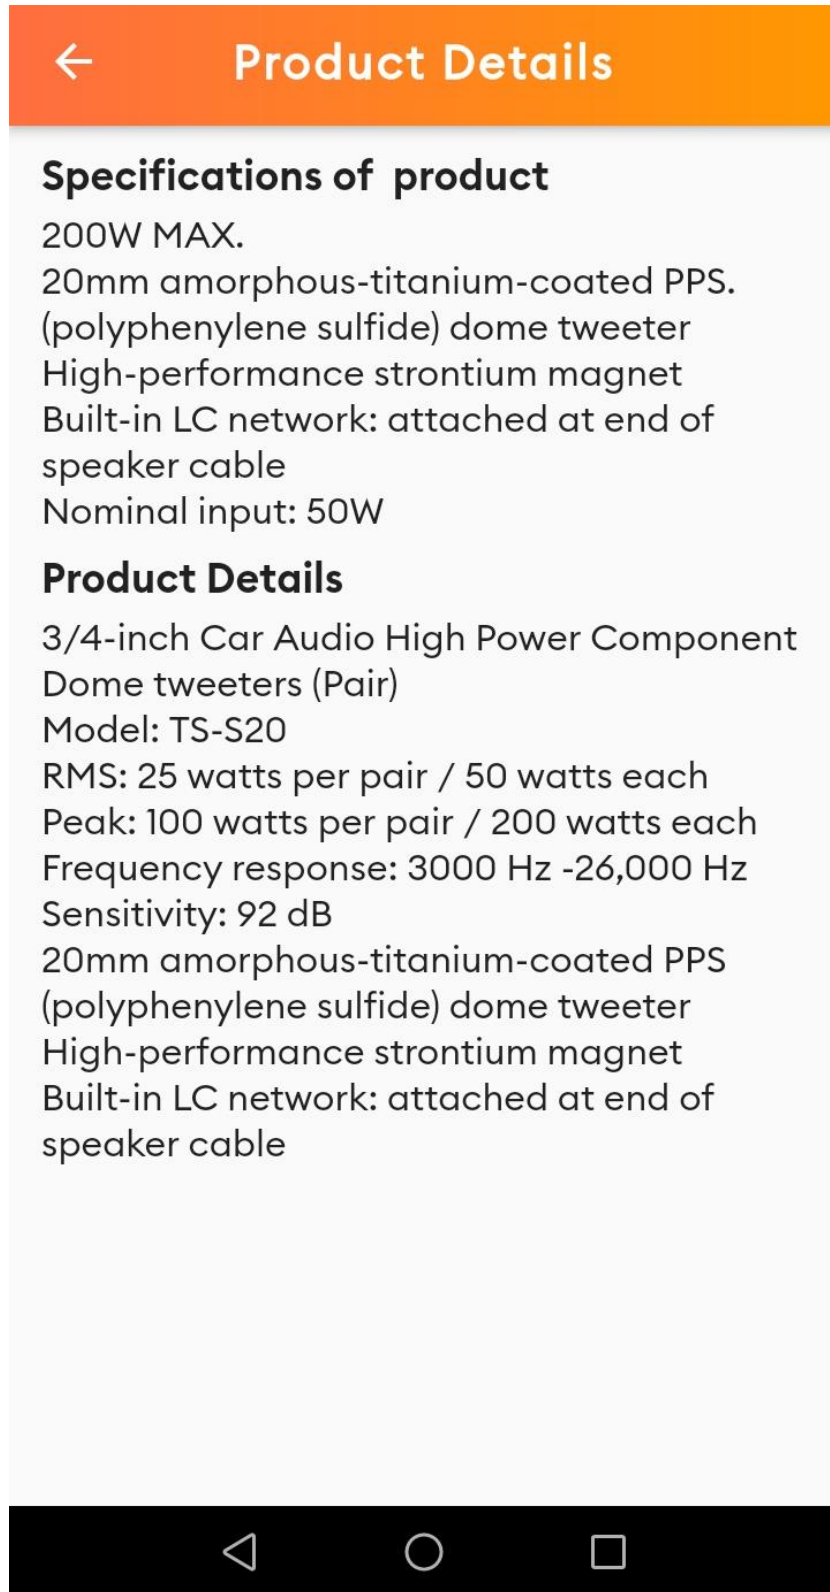 Product Details
Specifications of product
200W MAX.
20mm amorphous-titanium-coated PPS.
(polyphenylene sulfide) dome tweeter
High-performance strontium magnet
Built-in LC network: attached at end of
speaker cable
Nominal input: 50W
Product Details
3/4-inch Car Audio High Power Component
Dome tweeters (Pair)
Model: TS-S20
RMS: 25 watts per pair / 50 watts each
Peak: 100 watts per pair / 200 watts each
Frequency response: 3000 Hz -26,000 Hz
Sensitivity: 92 dB
20mm amorphous-titanium-coated PPS
(polyphenylene sulfide) dome tweeter
High-performance strontium magnet
Built-in LC network: attached at end of
speaker cable